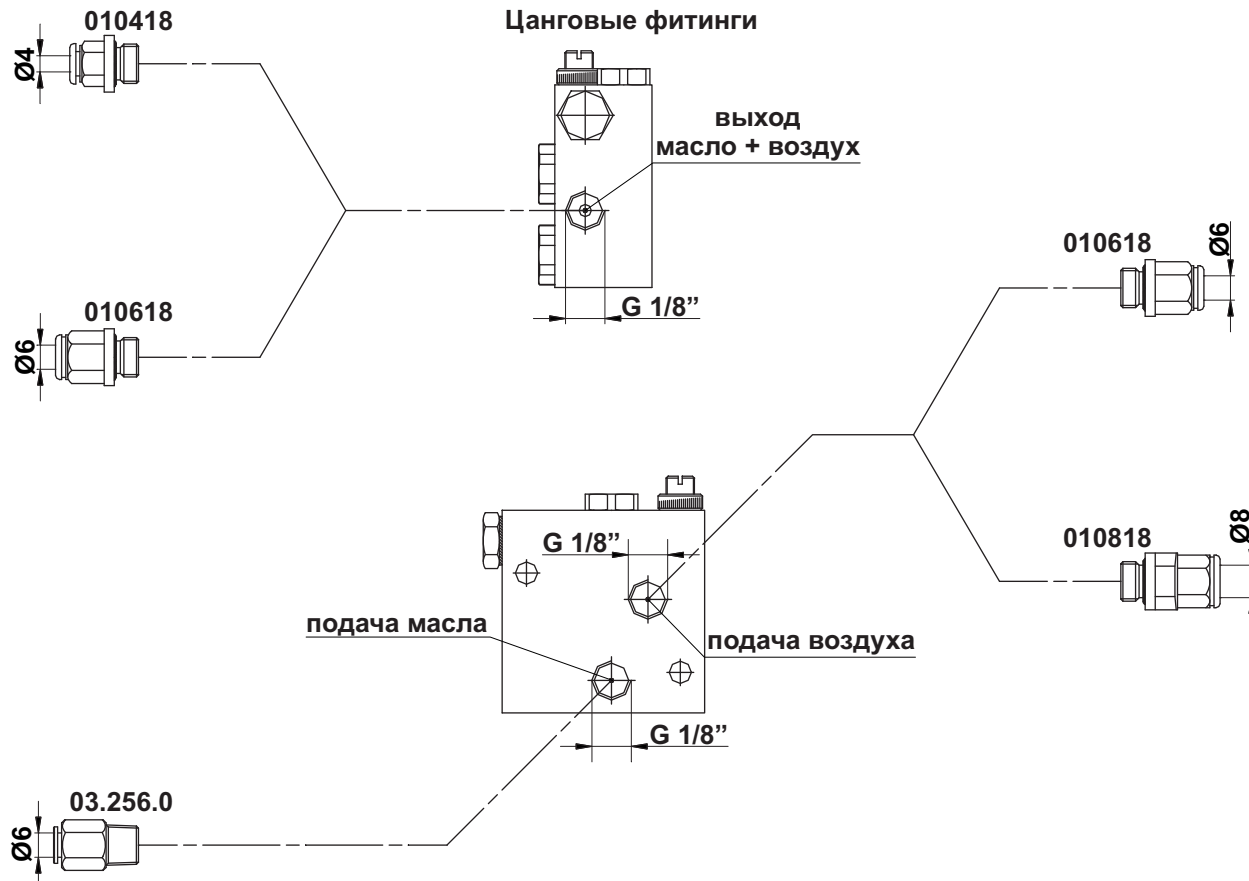 Цанговые фитинги
010418
Ø4
выход
масло + воздух
010618
Ø6
G 1/8”
010618
Ø6
G 1/8”
010818
Ø8
подача масла
подача воздуха
G 1/8”
03.256.0
Ø6